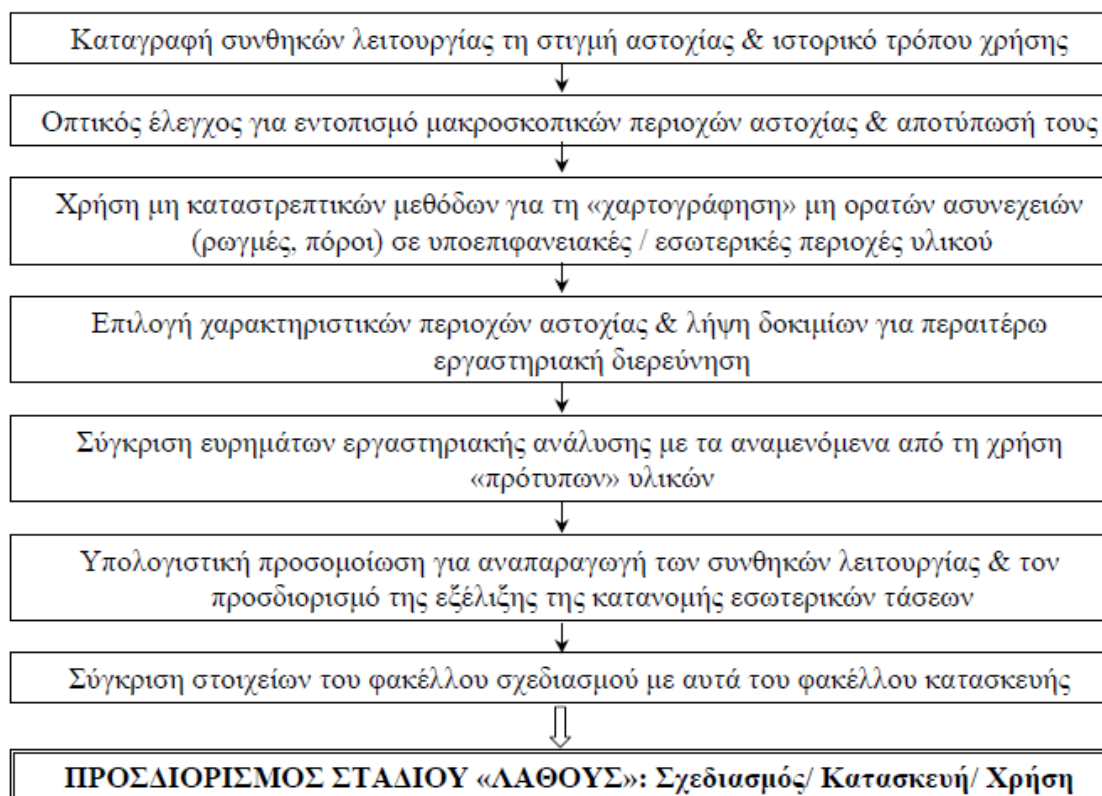 Καταγραφή συνθηκών λειτουργίας τη στιγμή αστοχίας & ιστορικό τρόπου χρήσης
Οπτικός έλεγχος για εντοπισμό μακροσκοπικών περιοχών αστοχίας & αποτύπωσή τους
Χρήση μη καταστρεπτικών μεθόδων για τη «χαρτογράφηση» μη ορατών ασυνεχειών
(ρωγμές, πόροι) σε υποεπιφανειακές / εσωτερικές περιοχές υλικού
Επιλογή χαρακτηριστικών περιοχών αστοχίας & λήψη δοκιμίων για περαιτέρω
εργαστηριακή διερεύνηση
Σύγκριση ευρημάτων εργαστηριακής ανάλυσης με τα αναμενόμενα από τη χρήση
«πρότυπων» υλικών
Υπολογιστική προσομοίωση για αναπαραγωγή των συνθηκών λειτουργίας & τον
προσδιορισμό της εξέλιξης της κατανομής εσωτερικών τάσεων
Σύγκριση στοιχείων του φακέλλου σχεδιασμού με αυτά του φακέλλου κατασκευής
ΠΡΟΣΔΙΟΡΙΣΜΟΣ ΣΤΑΔΙΟΥ «ΛΑΘΟΥΣ»: Σχεδιασμός/ Κατασκευή/ Χρήση